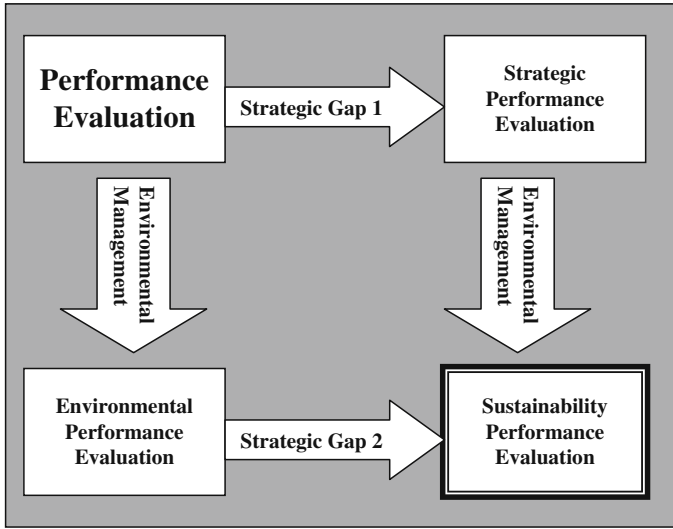 Performance
Evaluation
Strategic Gap 1
Strategic
Performance
Evaluation
Environmental
Management
Environmental
Management
Environmental
Performance
Evaluation
Strategic Gap 2
Sustainability
Performance
Evaluation